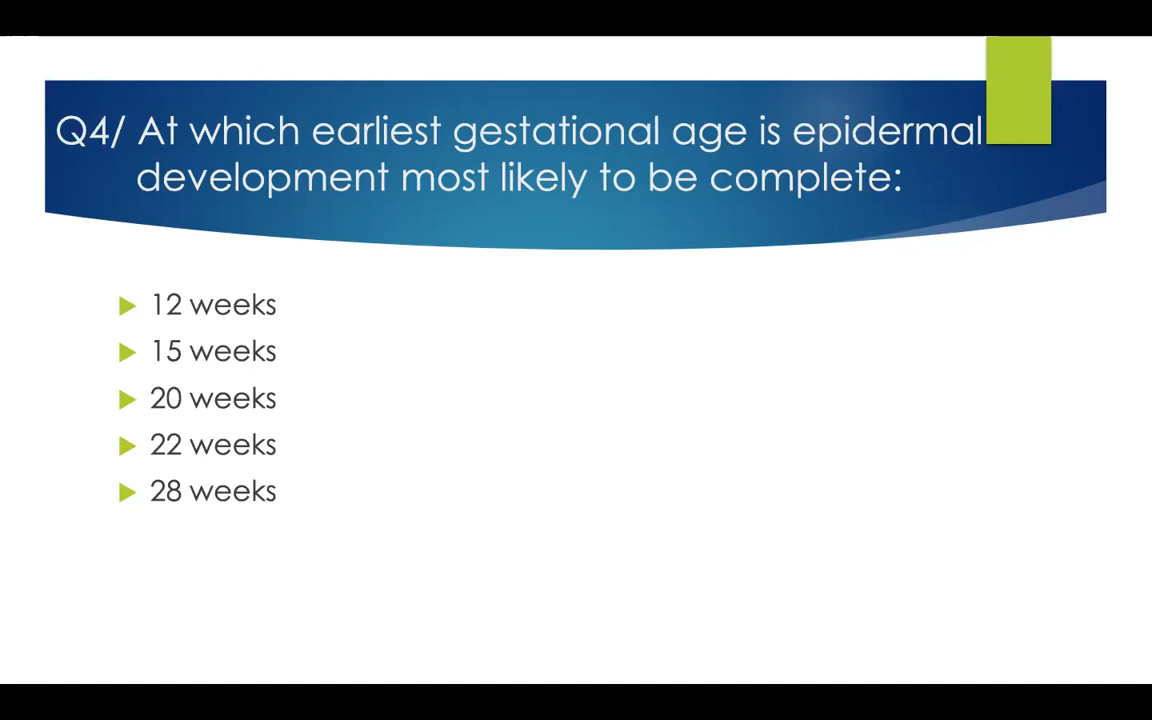 Q4/ At which earliest gestational age is epidermal
development most likely to be complete:
12 weeks
15 weeks
20 weeks
22 weeks
28 weeks